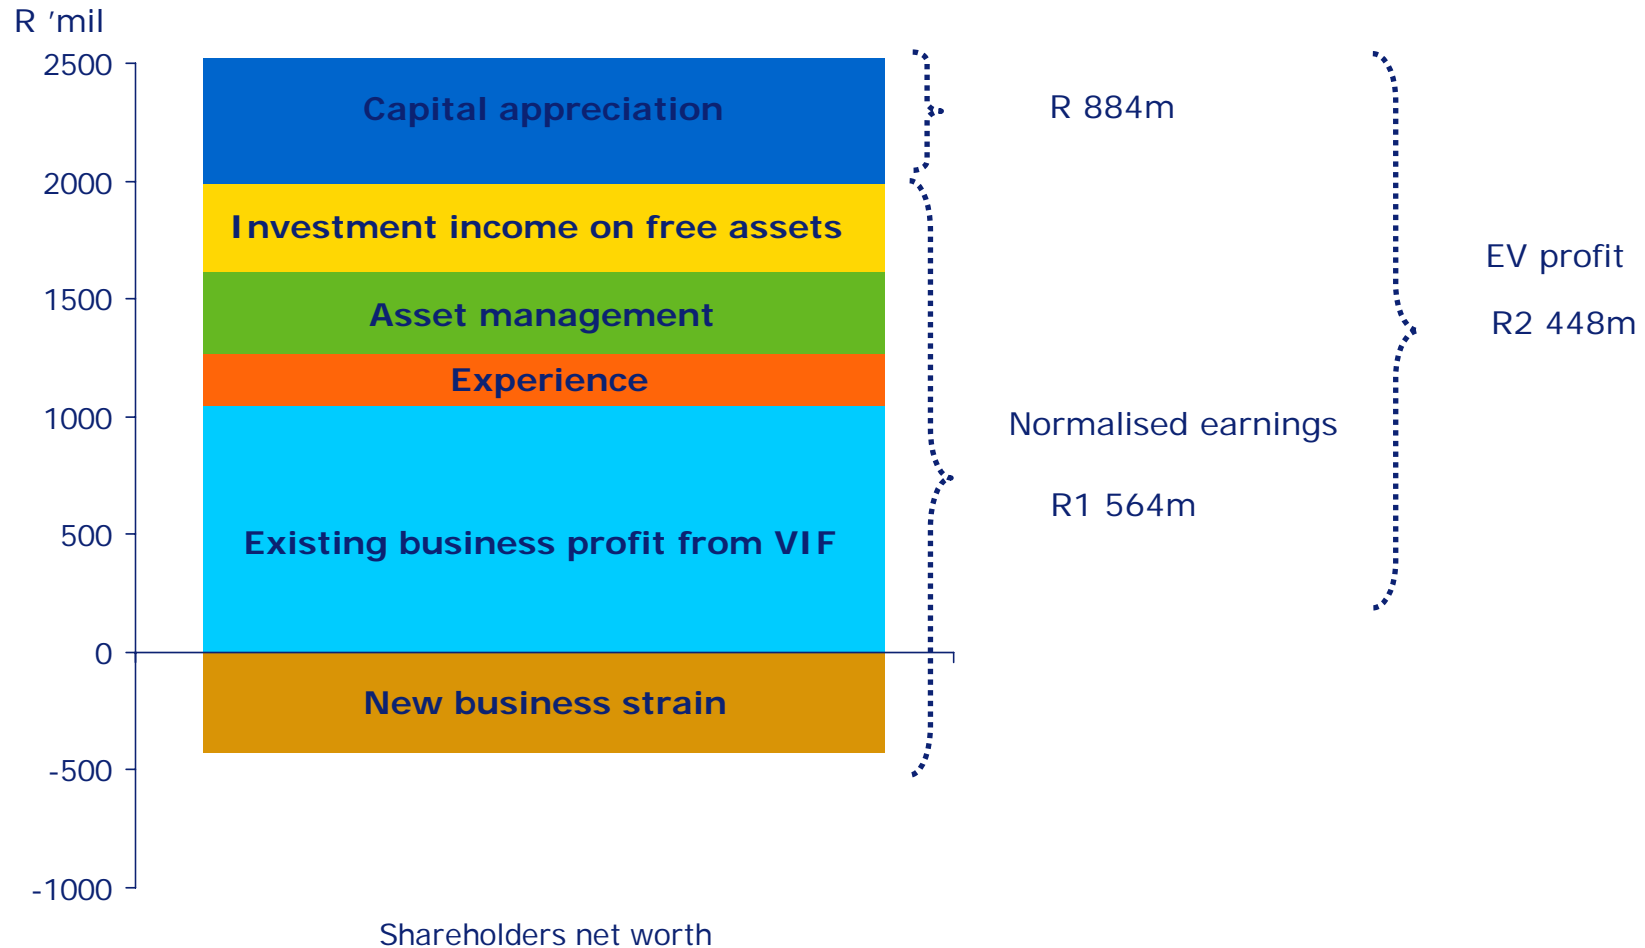 R 'mil
2500
2000
1500
1000
500
0
-500
-1000
Capital appreciation
Investment income on free assets
Asset management
Experience
Existing business profit from VIF
New business strain
Shareholders net worth
R 884m
Normalised earnings
R1 564m
EV profit
R2 448m